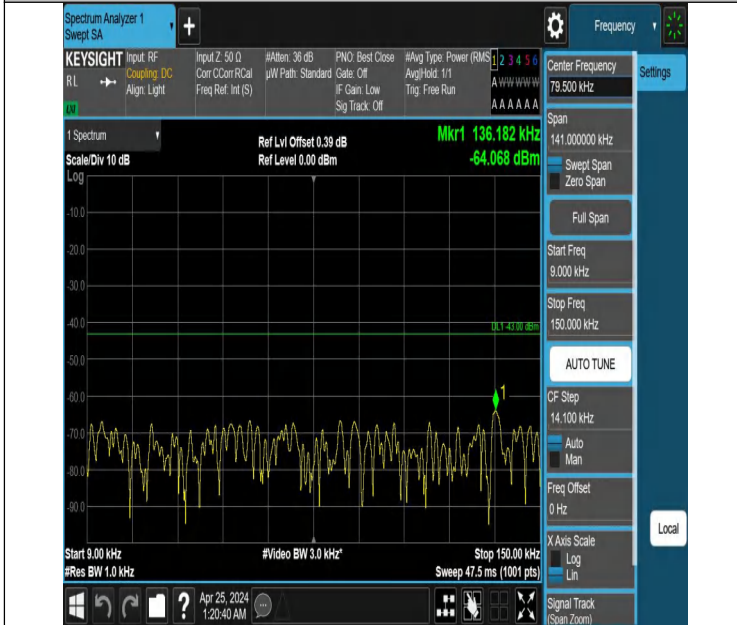 Spectrum Analyzer 1
Swept SA
+
Frequency
KEYSIGHT
RL
Input: RF
Coupling: DC
Align: Light
Input Z: 50 Ω
Corr CCorr RCal
Freq Ref: Int (S)
#Atten: 36 dB
µW Path: Standard
PNO: Best Close
Gate: Off
IF Gain: Low
Sig Track: Off
#Avg Type: Power (RMS
Avg|Hold: 1/1
Trig: Free Run
1 2 3 4 5 6
A W W W W W
A A A A A A
1 Spectrum
Scale/Div 10 dB
Log
Ref Lvl Offset 0.39 dB
Ref Level 0.00 dBm
Mkr1 136.182 kHz
-64.068 dBm
-10.0
-20.0
-30.0
-40.0
DL1 -43.00 dBm
-50.0
-60.0
1
-70.0
-80.0
-90.0
Start 9.00 kHz
#Res BW 1.0 kHz
#Video BW 3.0 kHz*
Stop 150.00 kHz
Sweep 47.5 ms (1001 pts)
?
Apr 25, 2024
1:20:40 AM
Center Frequency
79.500 kHz
Settings
Span
141.000000 kHz
Swept Span
Zero Span
Full Span
Start Freq
9.000 kHz
Stop Freq
150.000 kHz
AUTO TUNE
CF Step
14.100 kHz
Auto
Man
Freq Offset
0 Hz
X Axis Scale
Log
Lin
Local
Signal Track
(Span Zoom)